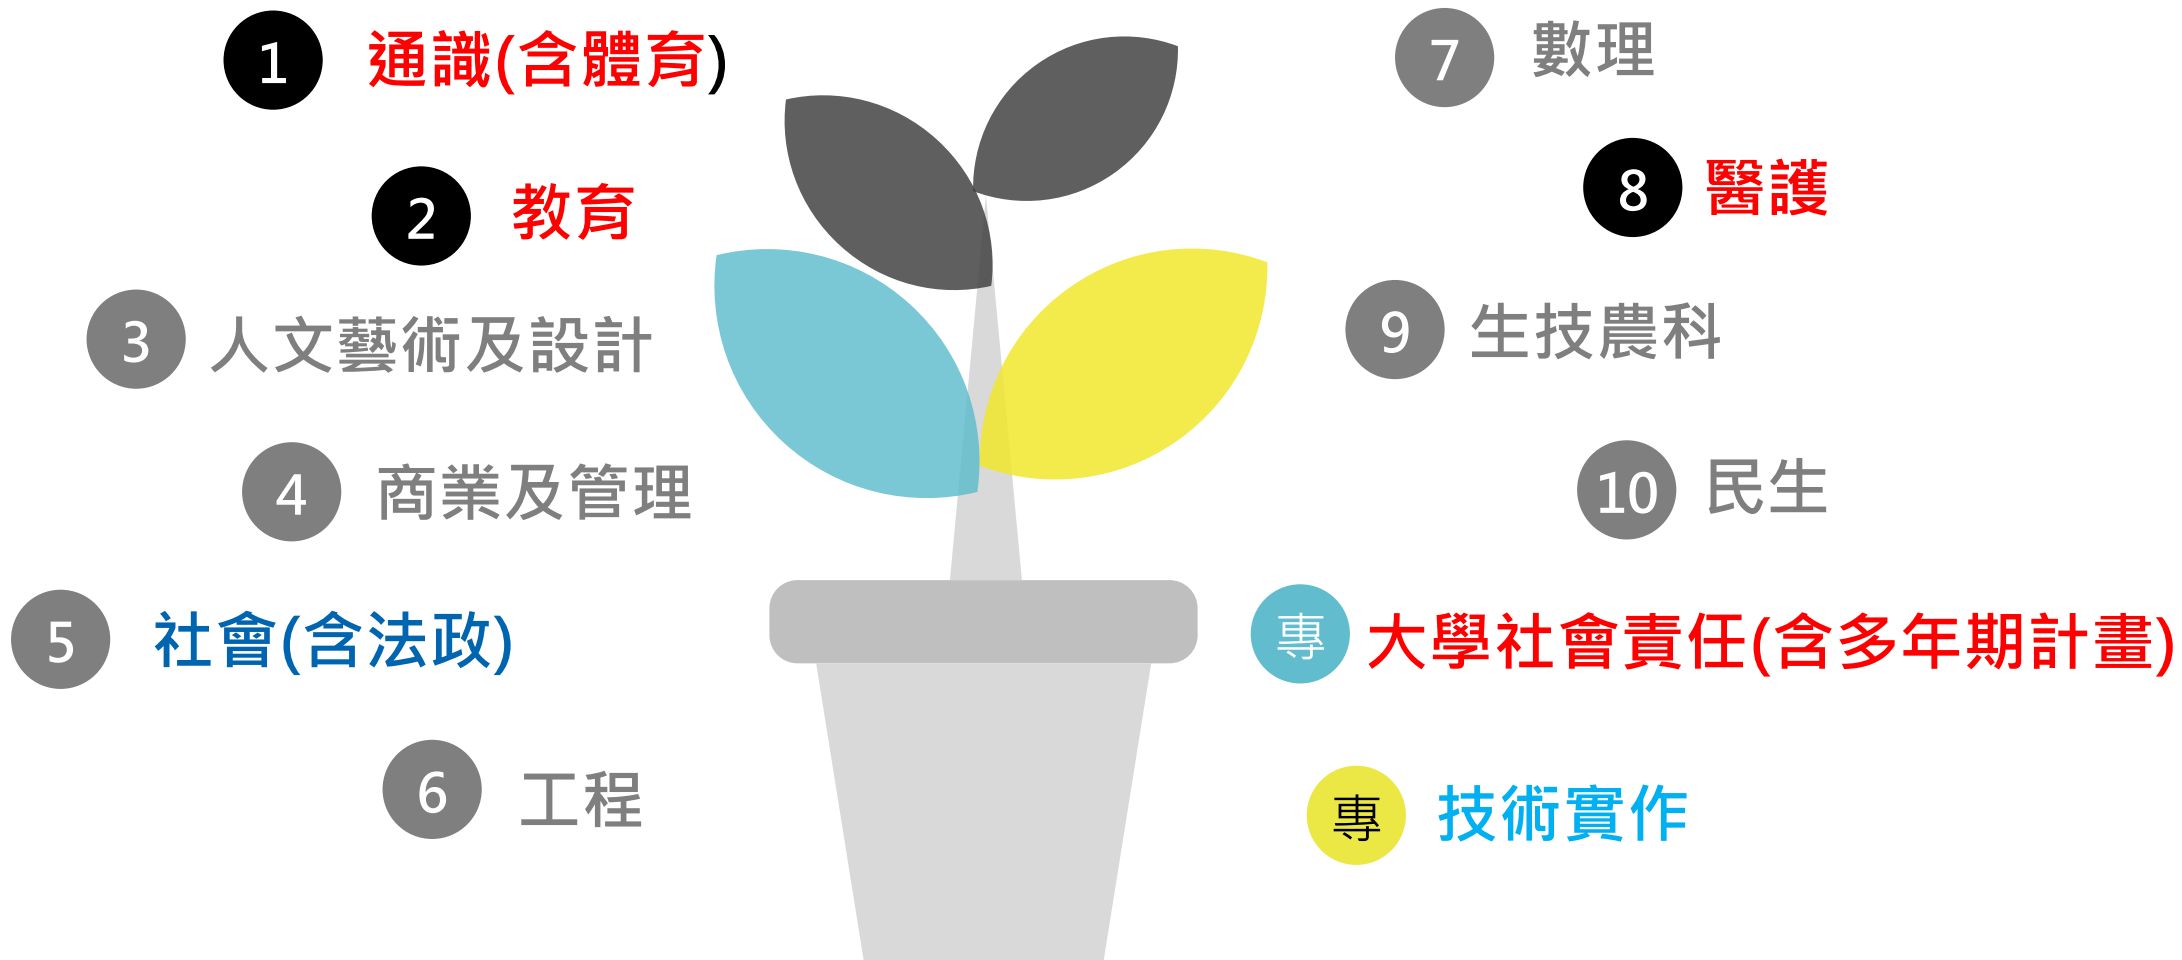 1 通識(含體育)
2 教育
3 人文藝術及設計
4 商業及管理
5 社會(含法政)
6 工程
7 數理
8 醫護
9 生技農科
10 民生
專 大學社會責任(含多年期計畫)
專 技術實作